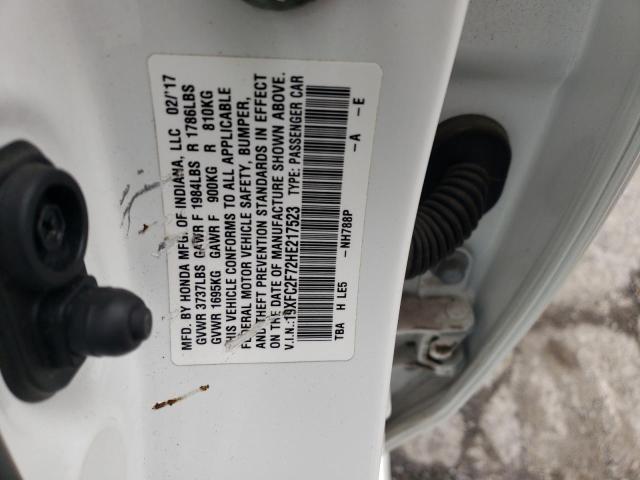 MFD. BY HONDA MFG. OF INDIANA, LLC 02/'17
GVWR 3737LBS GAWR F 1984LBS R 1786LBS
GVWR 1695KG GAWR F 900KG R 810KG
THIS VEHICLE CONFORMS TO ALL APPLICABLE
FEDERAL MOTOR VEHICLE SAFETY, BUMPER,
AND THEFT PREVENTION STANDARDS IN EFFECT
ON THE DATE OF MANUFACTURE SHOWN ABOVE.
V.I.N.:19XFC2F72HE217523 TYPE: PASSENGER CAR
TBA H LE5 -NH788P -A -E